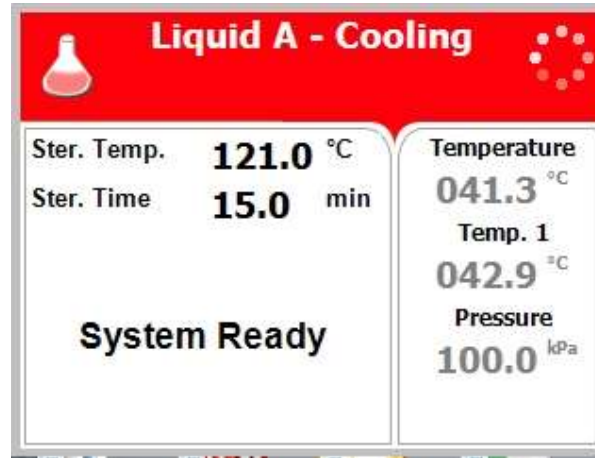 Liquid A - Cooling
Ster. Temp. 121.0 °C
Ster. Time 15.0 min
System Ready
Temperature
041.3 °C
Temp. 1
042.9 °C
Pressure
100.0 kPa